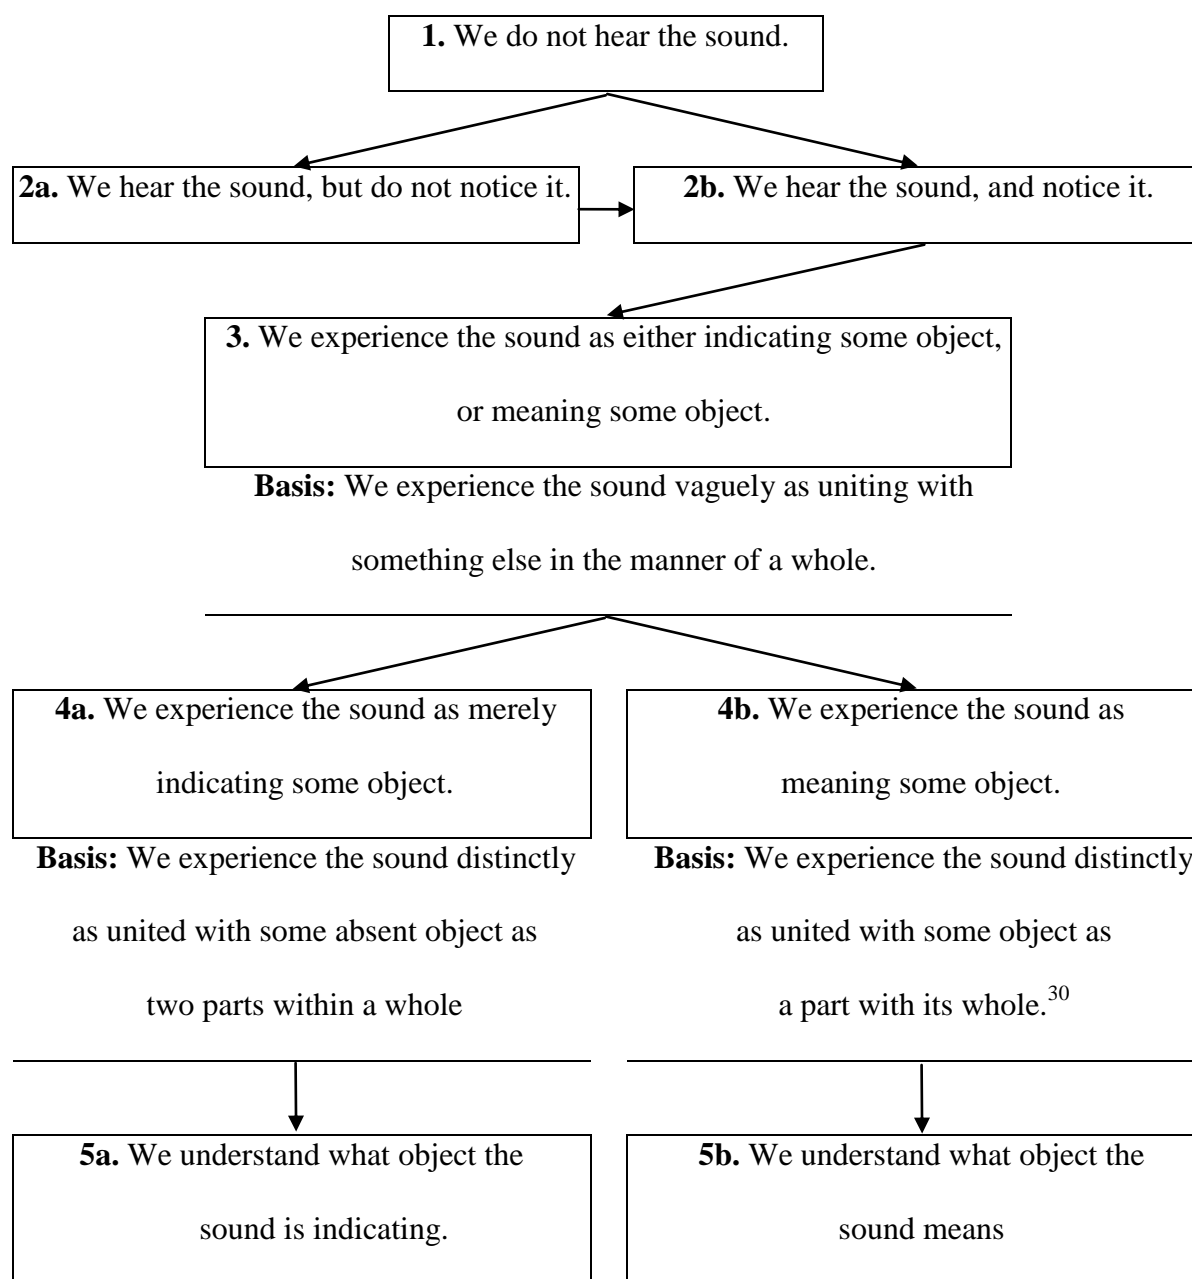 1. We do not hear the sound.
2a. We hear the sound, but do not notice it.
2b. We hear the sound, and notice it.
3. We experience the sound as either indicating some object,
or meaning some object.
Basis: We experience the sound vaguely as uniting with
something else in the manner of a whole.
4a. We experience the sound as merely
indicating some object.
Basis: We experience the sound distinctly
as united with some absent object as
two parts within a whole
4b. We experience the sound as
meaning some object.
Basis: We experience the sound distinctly
as united with some object as
a part with its whole.30
5a. We understand what object the
sound is indicating.
5b. We understand what object the
sound means